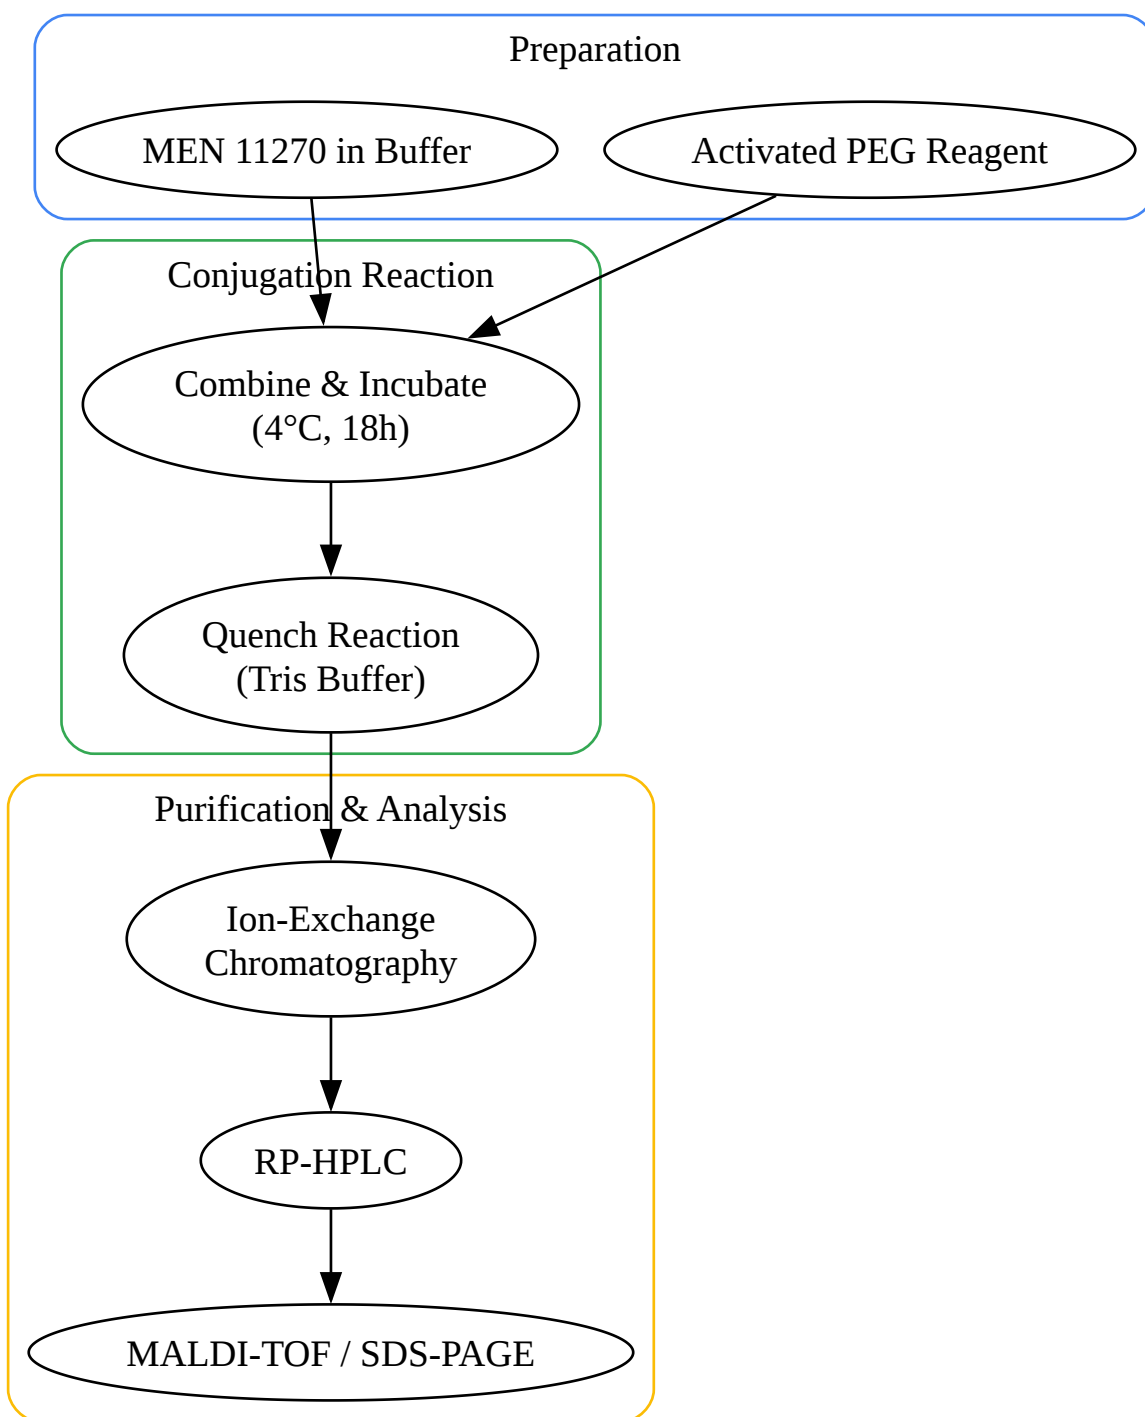 Preparation
MEN 11270 in Buffer
Activated PEG Reagent
Conjugation Reaction
Combine & Incubate
(4°C, 18h)
Quench Reaction
(Tris Buffer)
Purification & Analysis
Ion-Exchange
Chromatography
RP-HPLC
MALDI-TOF / SDS-PAGE